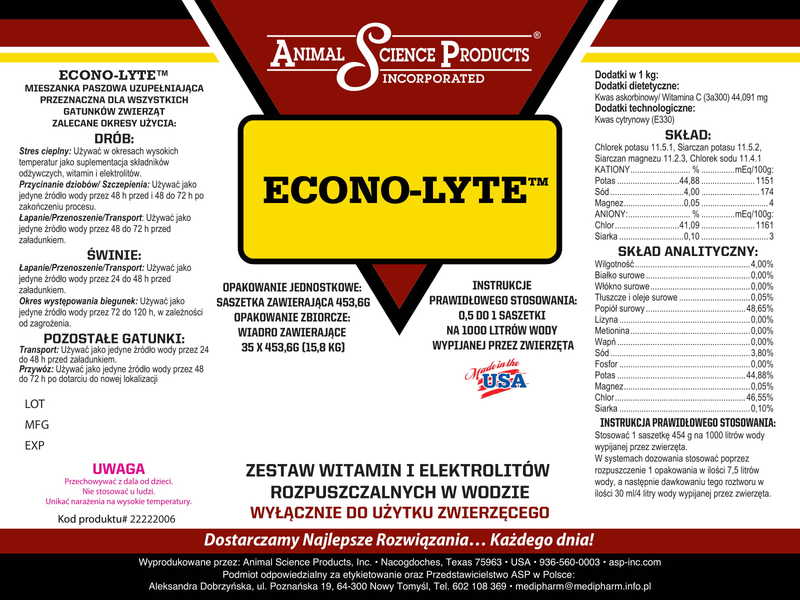 ANIMAL SCIENCE PRODUCTS®
INCORPORATED
ECONO-LYTE™
MIESZANKA PASZOWA UZUPEŁNIAJĄCA
PRZEZNACZONA DLA WSZYSTKICH
GATUNKÓW ZWIERZĄT
ZALECANE OKRESY UŻYCIA:
DRÓB:
Stres cieplny: Używać w okresach wysokich
temperatur jako suplementacja składników
odżywczych, witamin i elektrolitów.
Przycinanie dziobów/ Szczepienia: Używać jako
jedyne źródło wody przez 48 h przed i 48 do 72 h po
zakończeniu procesu.
Łapanie/Przenoszenie/Transport: Używać jako
jedyne źródło wody przez 48 do 72 h przed
załadunkiem.
ŚWINIE:
Łapanie/Przenoszenie/Transport: Używać jako
jedyne źródło wody przez 24 do 48 h przed
załadunkiem.
Okres występowania biegunek: Używać jako
jedyne źródło wody przez 72 do 120 h, w zależności
od zagrożenia.
POZOSTAŁE GATUNKI:
Transport: Używać jako jedyne źródło wody przez 24
do 48 h przed załadunkiem.
Przywóz: Używać jako jedyne źródło wody przez 48
do 72 h po dotarciu do nowej lokalizacji
LOT
MFG
EXP
UWAGA
Przechowywać z dala od dzieci.
Nie stosować u ludzi.
Unikać narażenia na wysokie temperatury.
Kod produktu# 22222006
ECONO-LYTE™
OPAKOWANIE JEDNOSTKOWE:
SASZETKA ZAWIERAJĄCA 453,6G
OPAKOWANIE ZBIORCZE:
WIADRO ZAWIERAJĄCE
35 X 453,6G (15,8 KG)
INSTRUKCJE
PRAWIDŁOWEGO STOSOWANIA:
0,5 DO 1 SASZETKI
NA 1000 LITRÓW WODY
WYPIJANEJ PRZEZ ZWIERZĘTA
Made in the
USA
ZESTAW WITAMIN I ELEKTROLITÓW
ROZPUSZCZALNYCH W WODZIE
WYŁĄCZNIE DO UŻYTKU ZWIERZĘCEGO
Dodatki w 1 kg:
Dodatki dietetyczne:
Kwas askorbinowy/ Witamina C (3a300) 44,091 mg
Dodatki technologiczne:
Kwas cytrynowy (E330)
SKŁAD:
Chlorek potasu 11.5.1, Siarczan potasu 11.5.2,
Siarczan magnezu 11.2.3, Chlorek sodu 11.4.1
KATIONY...................... % .............mEq/100g:
Potas .......................44,88 .................... 1151
Sód...........................4,00 ...................... 174
Magnez.....................0,05 .......................... 4
ANIONY:...................... % .............mEq/100g:
Chlor........................41,09 .................... 1161
Siarka .......................0,10 .......................... 3
SKŁAD ANALITYCZNY:
Wilgotność............................................ 4,00%
Białko surowe ...................................... 0,00%
Włókno surowe.................................... 0,00%
Tłuszcze i oleje surowe ....................... 0,05%
Popiół surowy .................................... 48,65%
Lizyna .................................................. 0,00%
Metionina ............................................. 0,00%
Wapń ................................................... 0,00%
Sód ...................................................... 3,80%
Fosfor .................................................. 0,00%
Potas ................................................. 44,88%
Magnez................................................ 0,05%
Chlor.................................................. 46,55%
Siarka .................................................. 0,10%
INSTRUKCJA PRAWIDŁOWEGO STOSOWANIA:
Stosować 1 saszetkę 454 g na 1000 litrów wody
wypijanej przez zwierzęta.
W systemach dozowania stosować poprzez
rozpuszczenie 1 opakowania w ilości 7,5 litrów
wody, a następnie dawkowaniu tego roztworu w
ilości 30 ml/4 litry wody wypijanej przez zwierzęta.
Dostarczamy Najlepsze Rozwiązania... Każdego dnia!
Wyprodukowane przez: Animal Science Products, Inc. • Nacogdoches, Texas 75963 • USA • 936-560-0003 • asp-inc.com
Podmiot odpowiedzialny za etykietowanie oraz Przedstawicielstwo ASP w Polsce:
Aleksandra Dobrzyńska, ul. Poznańska 19, 64-300 Nowy Tomyśl, Tel. 602 108 369 • medipharm@medipharm.info.pl